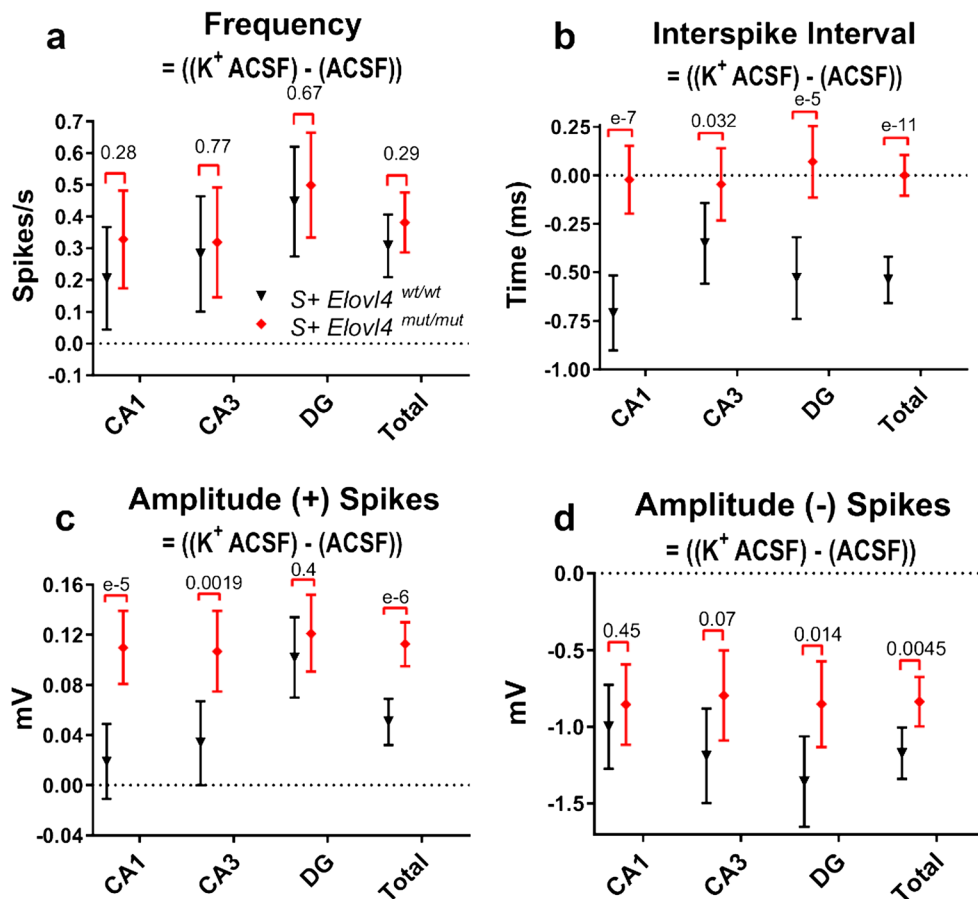 a
Frequency
= ((K+ ACSF) - (ACSF))
0.7
0.6
0.5
0.4
0.3
0.2
0.1
0.0
-0.1
Spikes/s
0.28
0.77
0.67
0.29
S+ Elovl4 wt/wt
S+ Elovl4 mut/mut
CA1
CA3
DG
Total
b
Interspike Interval
= ((K+ ACSF) - (ACSF))
0.25
0.00
-0.25
-0.50
-0.75
-1.00
Time (ms)
e-7
0.032
e-5
e-11
CA1
CA3
DG
Total
c
Amplitude (+) Spikes
= ((K+ ACSF) - (ACSF))
0.16
0.12
0.08
0.04
0.00
-0.04
mV
e-5
0.0019
0.4
e-6
CA1
CA3
DG
Total
d
Amplitude (-) Spikes
= ((K+ ACSF) - (ACSF))
0.0
-0.5
-1.0
-1.5
mV
0.45
0.07
0.014
0.0045
CA1
CA3
DG
Total